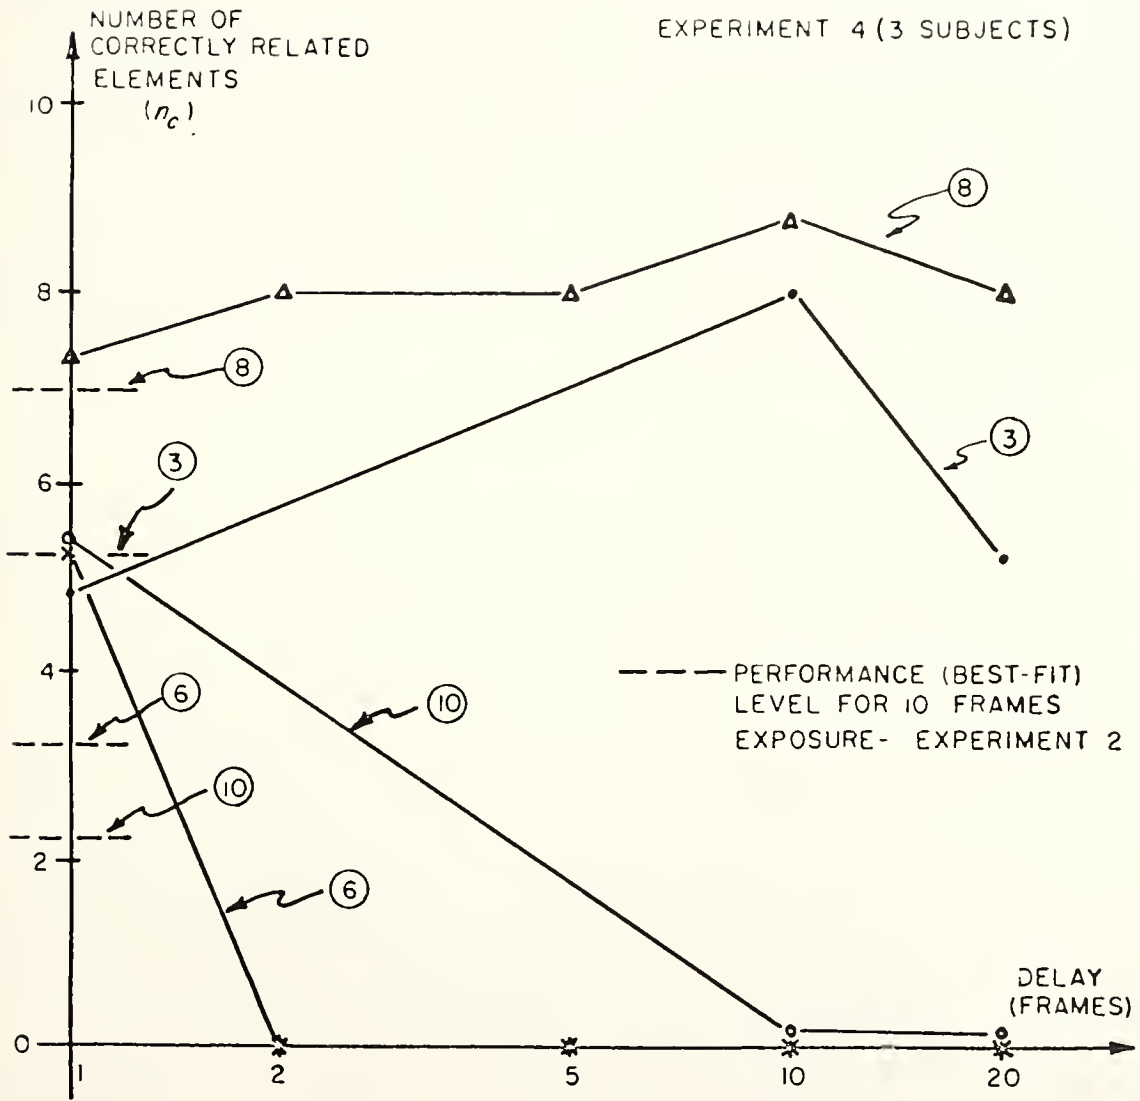 NUMBER OF
CORRECTLY RELATED
ELEMENTS
(n_c)
EXPERIMENT 4 (3 SUBJECTS)
10
8
8
8
3
6
3
4
--- PERFORMANCE (BEST-FIT)
LEVEL FOR 10 FRAMES
EXPOSURE- EXPERIMENT 2
6
10
10
2
6
DELAY
(FRAMES)
0
1
2
5
10
20